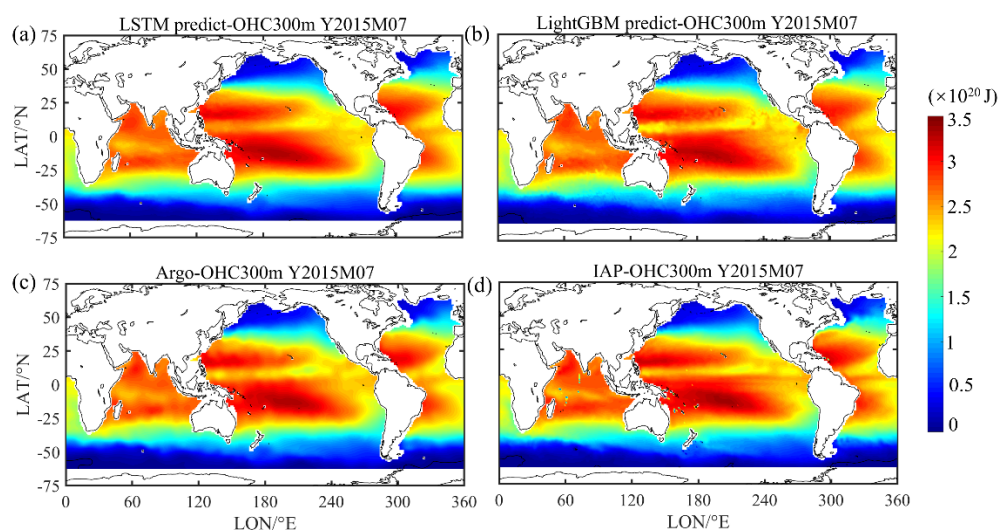 (a) LSTM predict-OHC300m Y2015M07
75
50
25
0
-25
-50
-75
LAT/°N
(b) LightGBM predict-OHC300m Y2015M07
(×10²⁰ J)
3.5
3
2.5
2
1.5
1
0.5
0
(c) Argo-OHC300m Y2015M07
75
50
25
0
-25
-50
-75
LAT/°N
0 60 120 180 240 300 360
LON/°E
(d) IAP-OHC300m Y2015M07
0 60 120 180 240 300 360
LON/°E